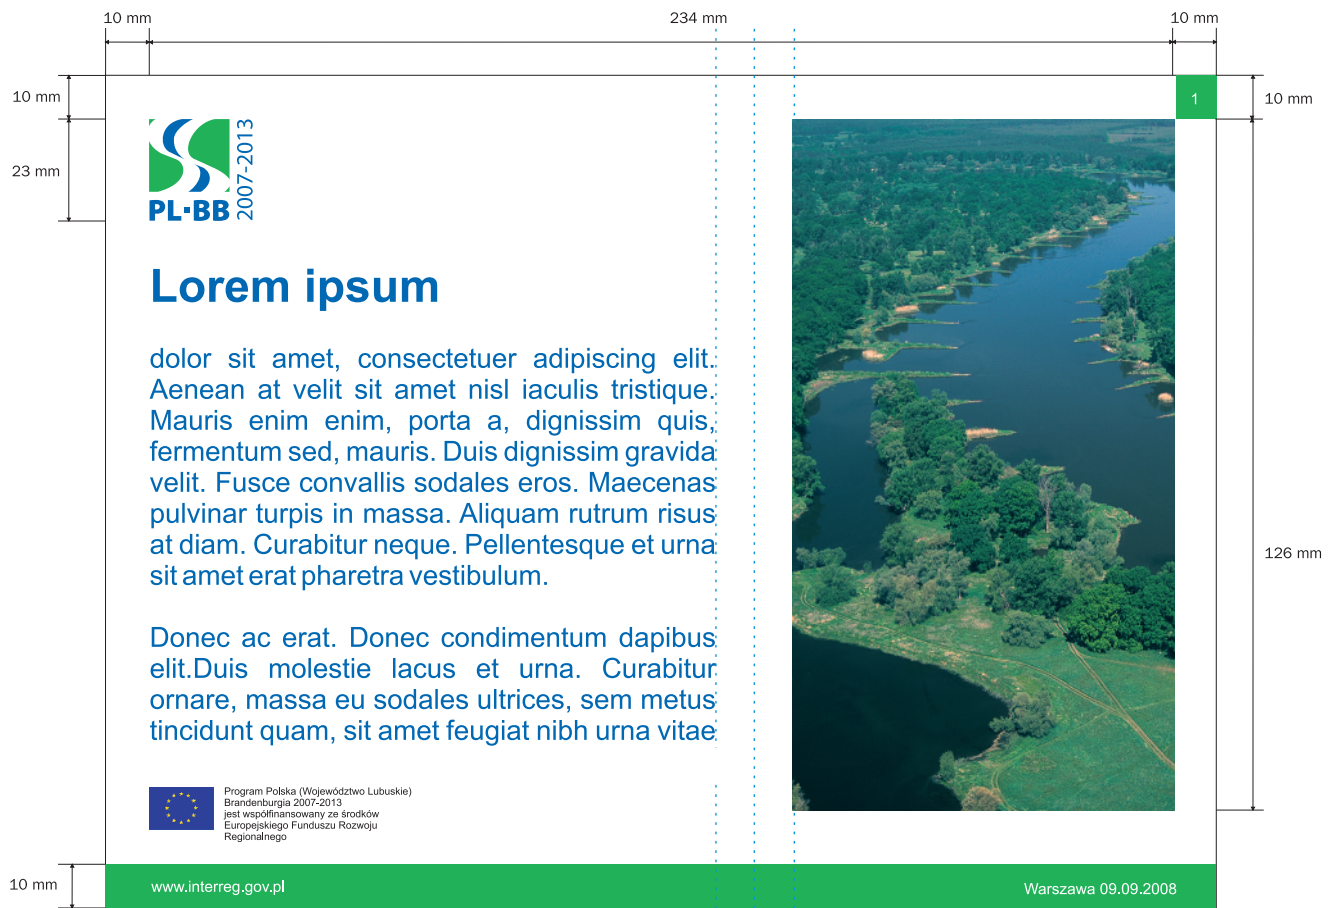 10 mm
234 mm
10 mm
10 mm
1
10 mm
23 mm
PL-BB
2007-2013
Lorem ipsum
dolor sit amet, consectetuer adipiscing elit.
Aenean at velit sit amet nisl iaculis tristique.
Mauris enim enim, porta a, dignissim quis,
fermentum sed, mauris. Duis dignissim gravida
velit. Fusce convallis sodales eros. Maecenas
pulvinar turpis in massa. Aliquam rutrum risus
at diam. Curabitur neque. Pellentesque et urna
sit amet erat pharetra vestibulum.
Donec ac erat. Donec condimentum dapibus
elit.Duis molestie lacus et urna. Curabitur
ornare, massa eu sodales ultrices, sem metus
tincidunt quam, sit amet feugiat nibh urna vitae
126 mm
Program Polska (Województwo Lubuskie)
Brandenburgia 2007-2013
jest współfinansowany ze środków
Europejskiego Funduszu Rozwoju
Regionalnego
10 mm
www.interreg.gov.pl
Warszawa 09.09.2008